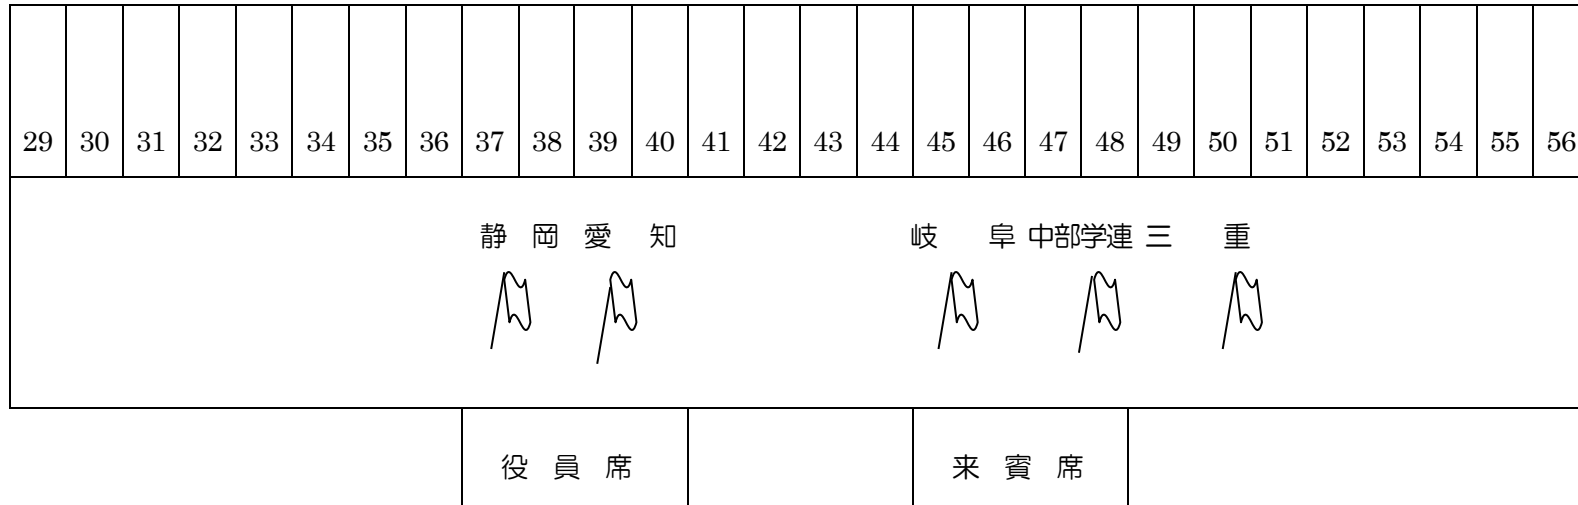 29 30 31 32 33 34 35 36 37 38 39 40 41 42 43 44 45 46 47 48 49 50 51 52 53 54 55 56
静 岡 愛 知 岐 阜 中部学連 三 重
役 員 席 来 賓 席